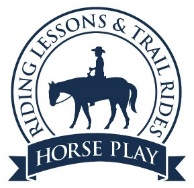 RIDING LESSONS & TRAIL RIDES
HORSE PLAY